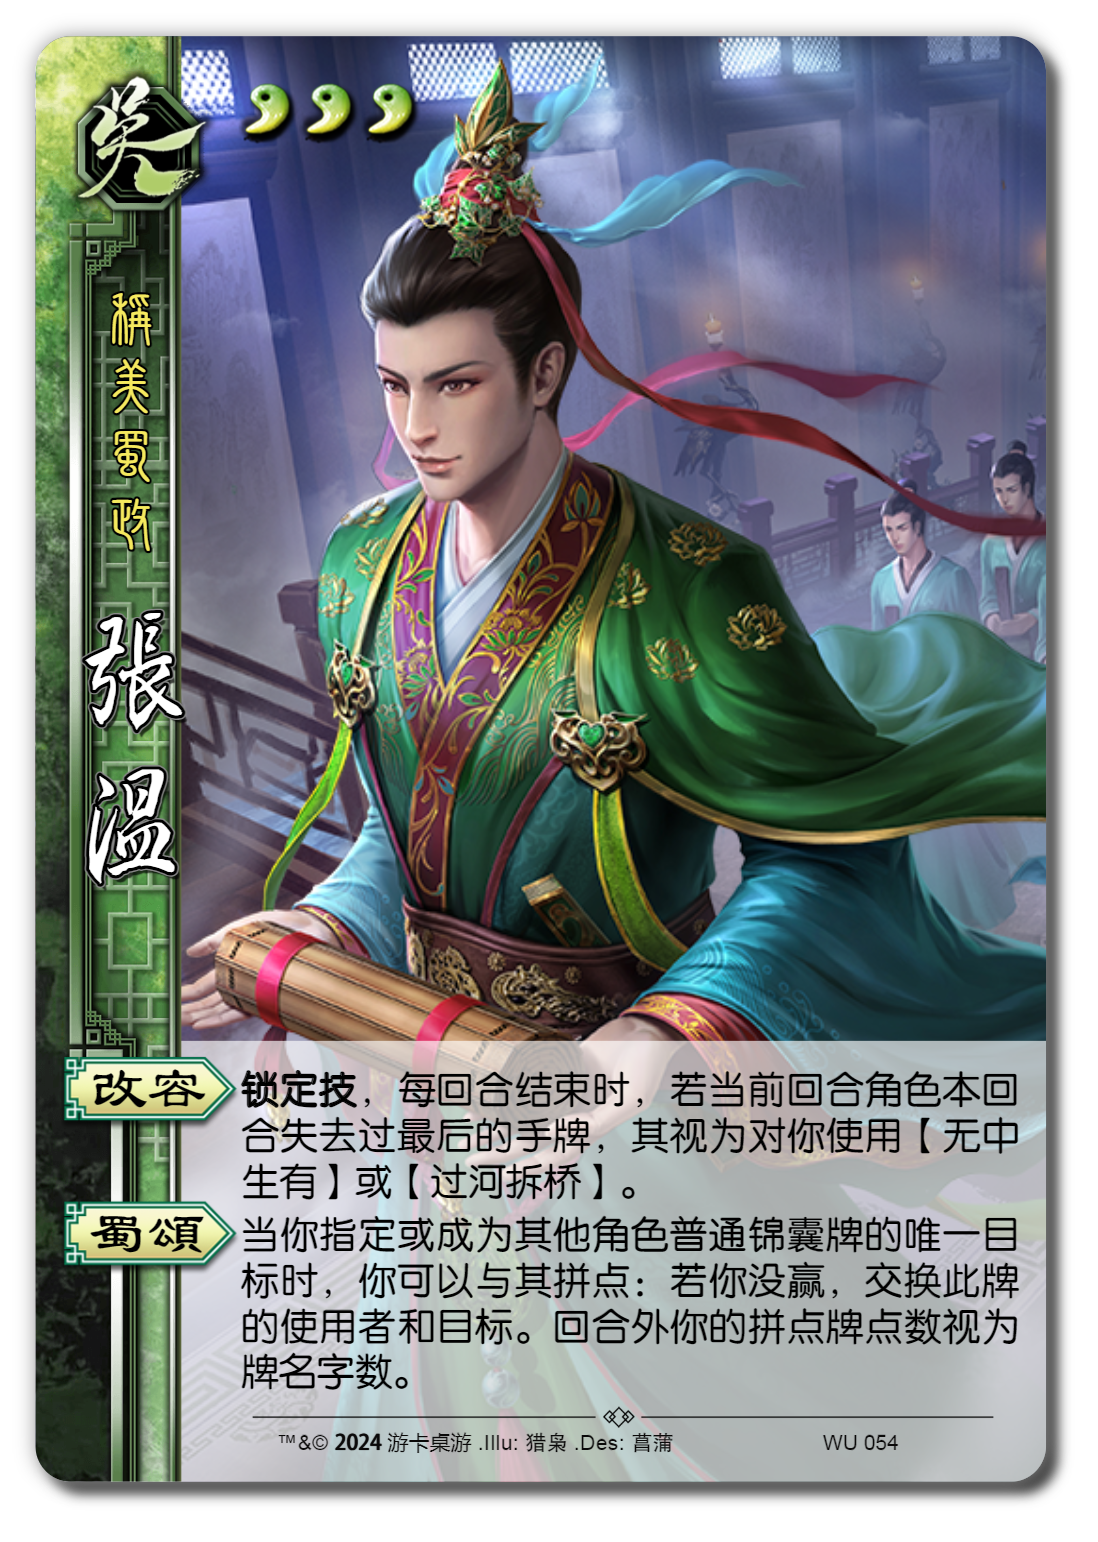 吴
稱美蜀政
張溫
改容
锁定技，每回合结束时，若当前回合角色本回
合失去过最后的手牌，其视为对你使用【无中
生有】或【过河拆桥】。
蜀頌
当你指定或成为其他角色普通锦囊牌的唯一目
标时，你可以与其拼点：若你没赢，交换此牌
的使用者和目标。回合外你的拼点牌点数视为
牌名字数。
™&© 2024 游卡桌游 .Illu: 猎枭 .Des: 菖蒲
WU 054